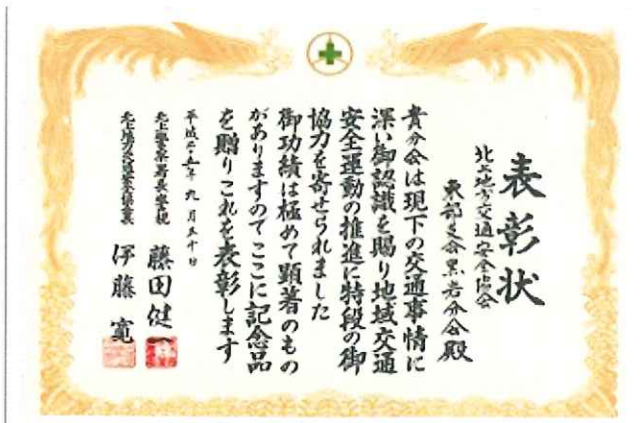 表彰状
北上地方交通安全協会
東部支会黒岩分会殿
貴分会は現下の交通事情に
深い御認識を賜り地域交通
安全運動の推進に特段の御
協力を寄せられました
御功績は極めて顕著のもの
がありますのでここに記念品
を贈りこれを表彰します
平成二十五年九月三十日
北上警察署長警視 藤田健一
北上地方交通安全協会長 伊藤寛